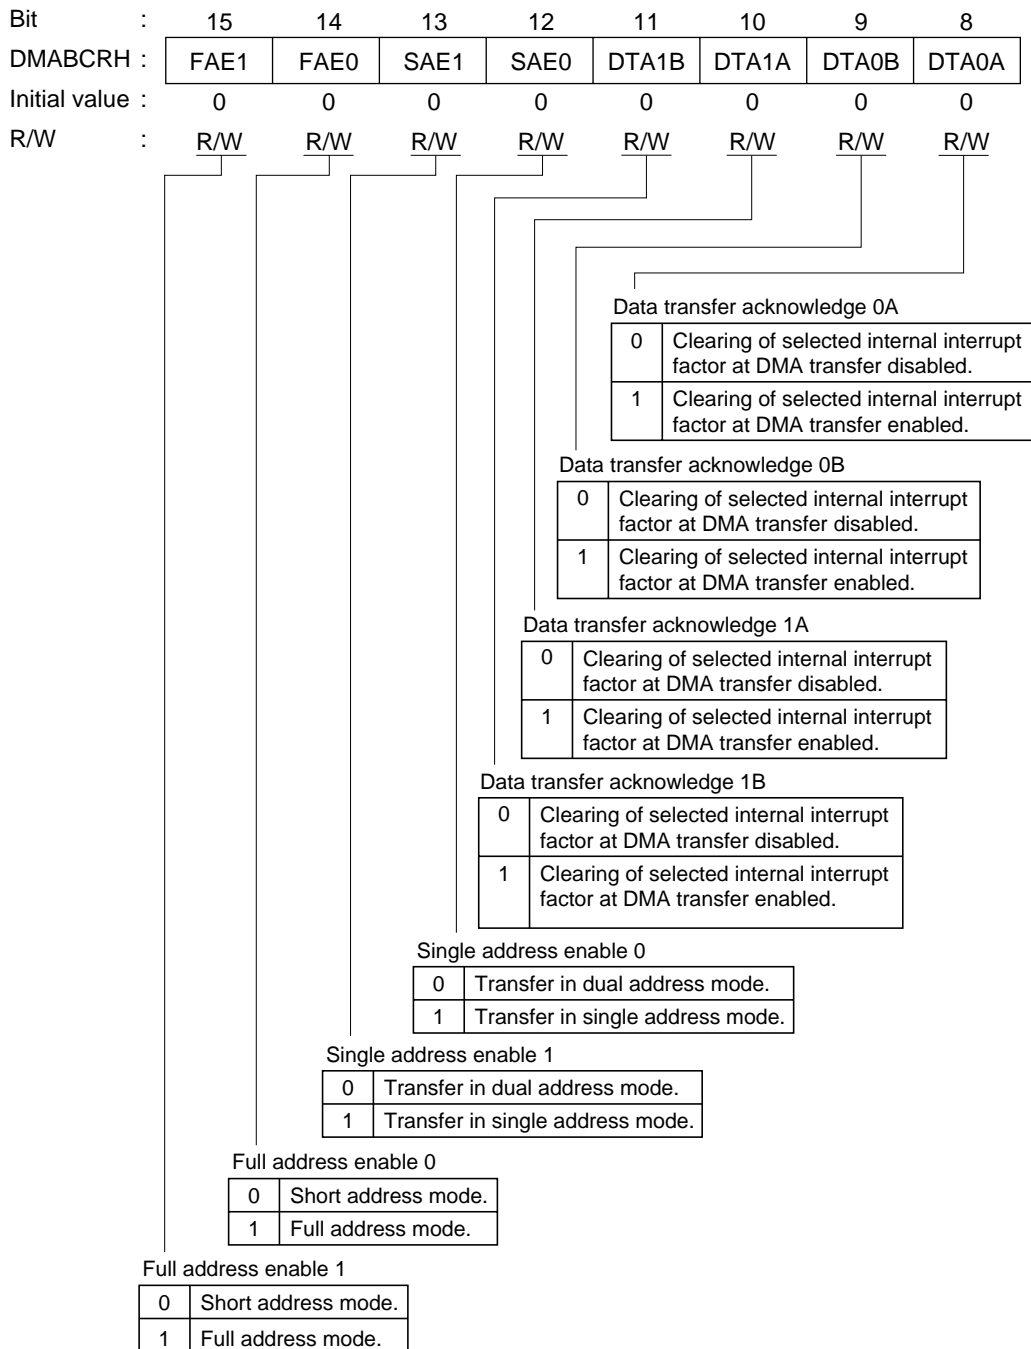 Bit : 15 14 13 12 11 10 9 8
DMABCRH : FAE1 FAE0 SAE1 SAE0 DTA1B DTA1A DTA0B DTA0A
Initial value : 0 0 0 0 0 0 0 0
R/W : R/W R/W R/W R/W R/W R/W R/W R/W
Data transfer acknowledge 0A
0 Clearing of selected internal interrupt
factor at DMA transfer disabled.
1 Clearing of selected internal interrupt
factor at DMA transfer enabled.
Data transfer acknowledge 0B
0 Clearing of selected internal interrupt
factor at DMA transfer disabled.
1 Clearing of selected internal interrupt
factor at DMA transfer enabled.
Data transfer acknowledge 1A
0 Clearing of selected internal interrupt
factor at DMA transfer disabled.
1 Clearing of selected internal interrupt
factor at DMA transfer enabled.
Data transfer acknowledge 1B
0 Clearing of selected internal interrupt
factor at DMA transfer disabled.
1 Clearing of selected internal interrupt
factor at DMA transfer enabled.
Single address enable 0
0 Transfer in dual address mode.
1 Transfer in single address mode.
Single address enable 1
0 Transfer in dual address mode.
1 Transfer in single address mode.
Full address enable 0
0 Short address mode.
1 Full address mode.
Full address enable 1
0 Short address mode.
1 Full address mode.